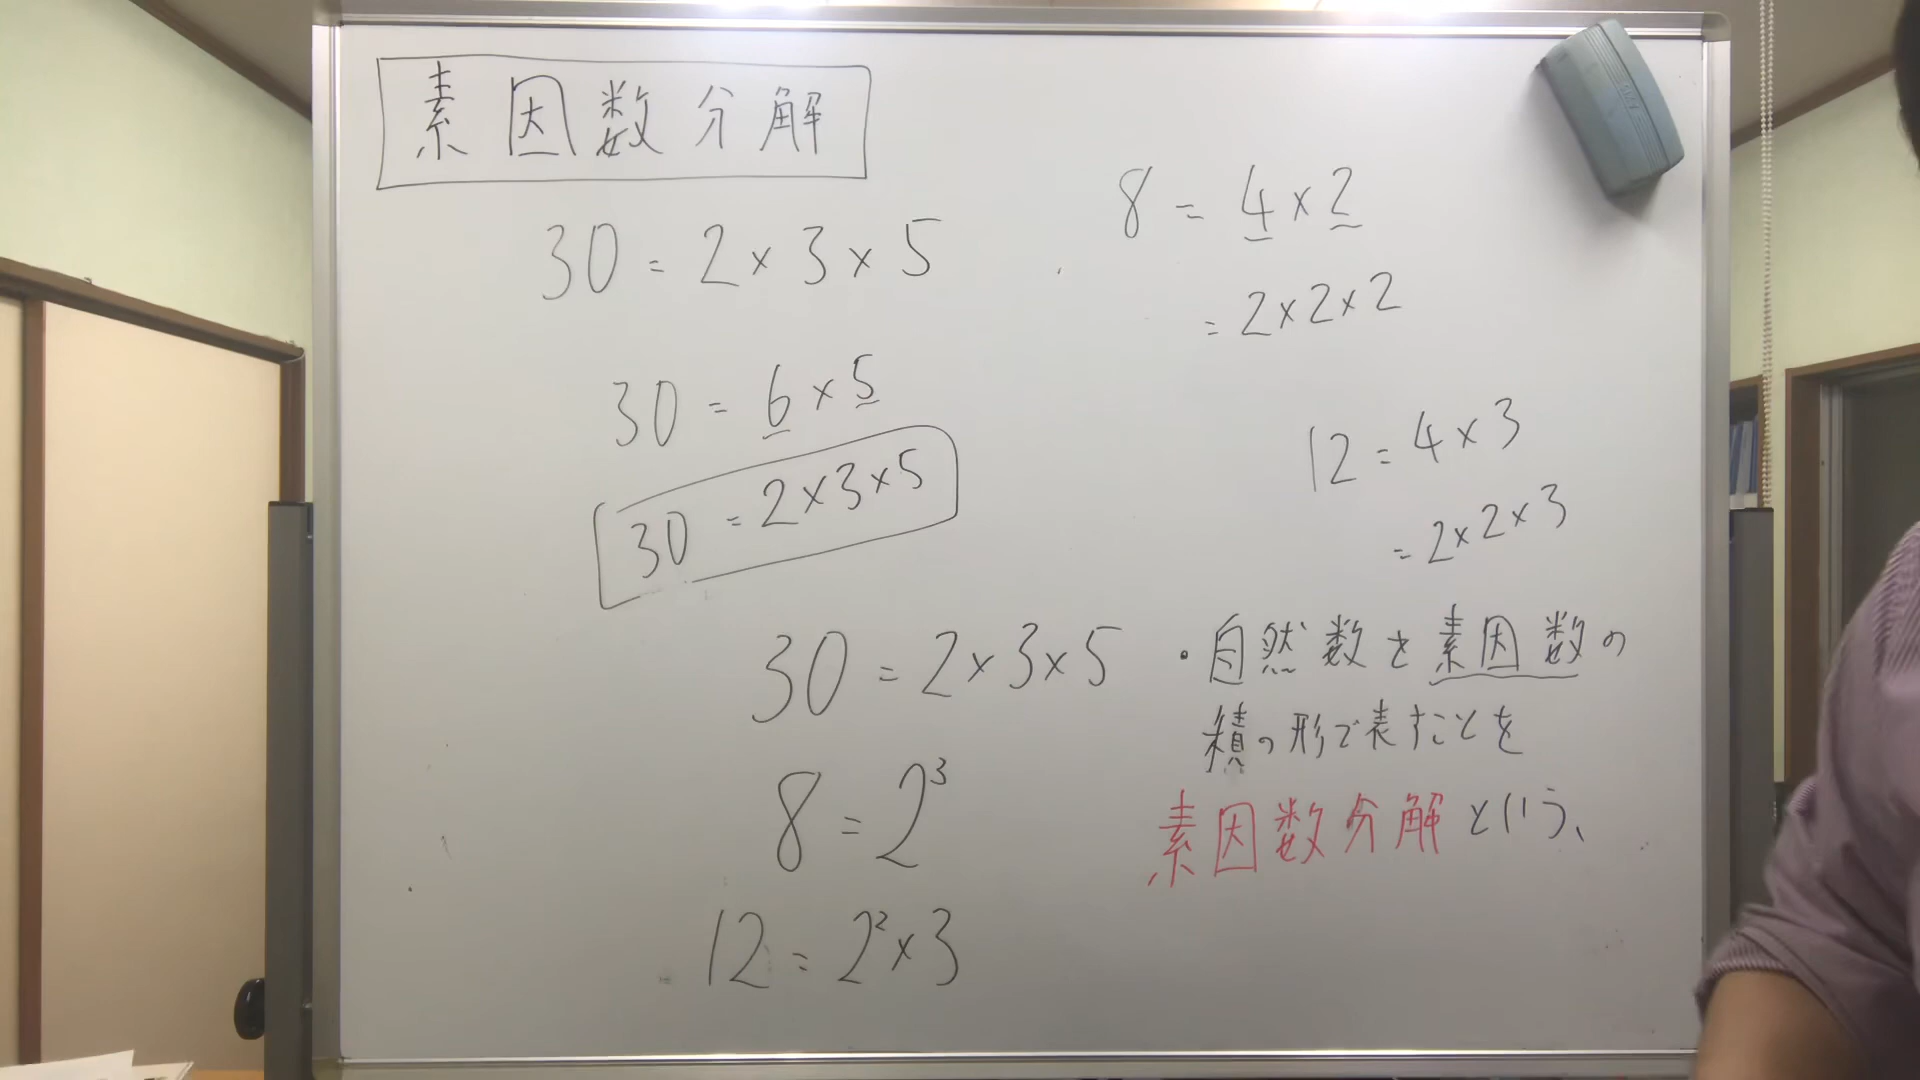 素因数分解
30 = 2 × 3 × 5
30 = 6 × 5
30 = 2×3×5
8 = 4 × 2
= 2×2×2
12 = 4 × 3
= 2×2×3
30 = 2×3×5
8 = 2³
12 = 2²×3
・自然数を素因数の
積の形で表すことを
素因数分解という、